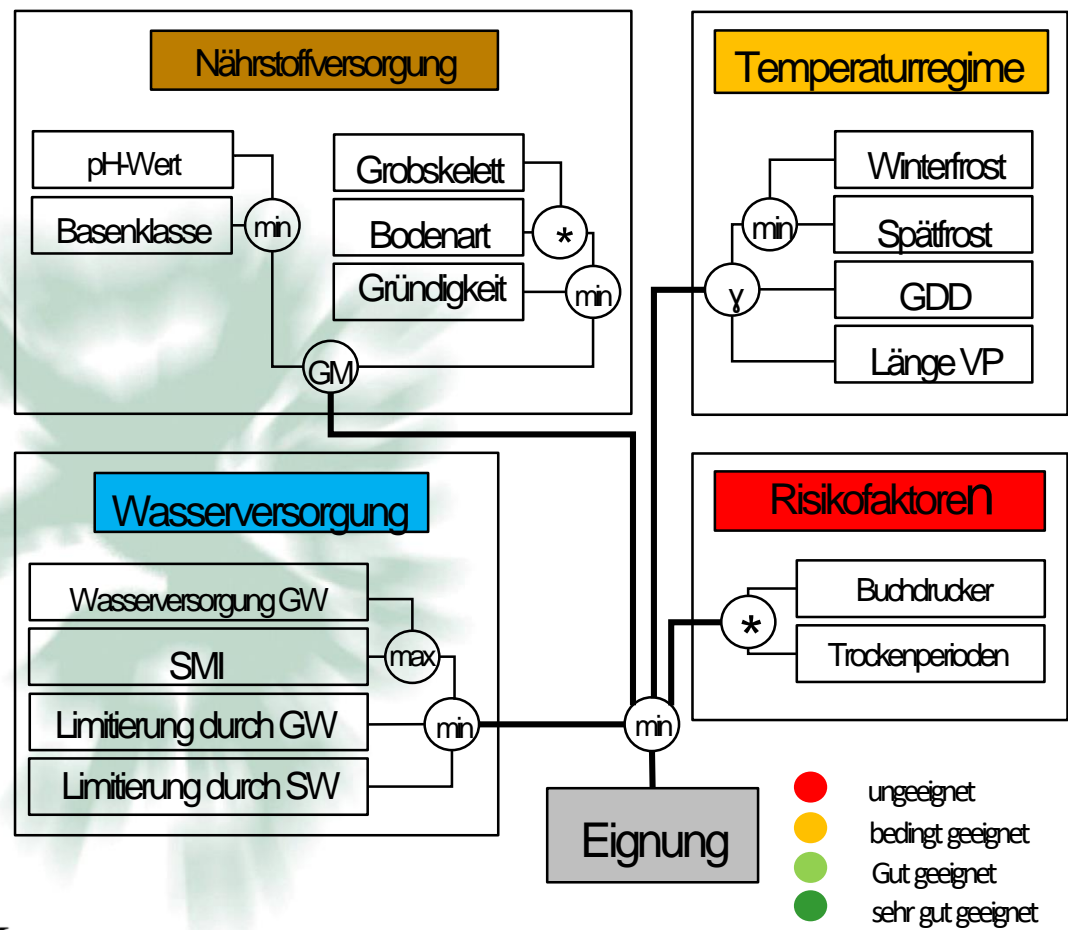 Nährstoffversorgung
pH-Wert
Basenklasse
min
Grobskelett
Bodenart
Gründigkeit
*
min
GM
Temperaturregime
Winterfrost
Spätfrost
GDD
Länge VP
min
γ
Wasserversorgung
Wasserversorgung GW
SMI
Limitierung durch GW
Limitierung durch SW
max
min
min
Risikofaktoren
Buchdrucker
Trockenperioden
*
Eignung
ungeeignet
bedingt geeignet
Gut geeignet
sehr gut geeignet